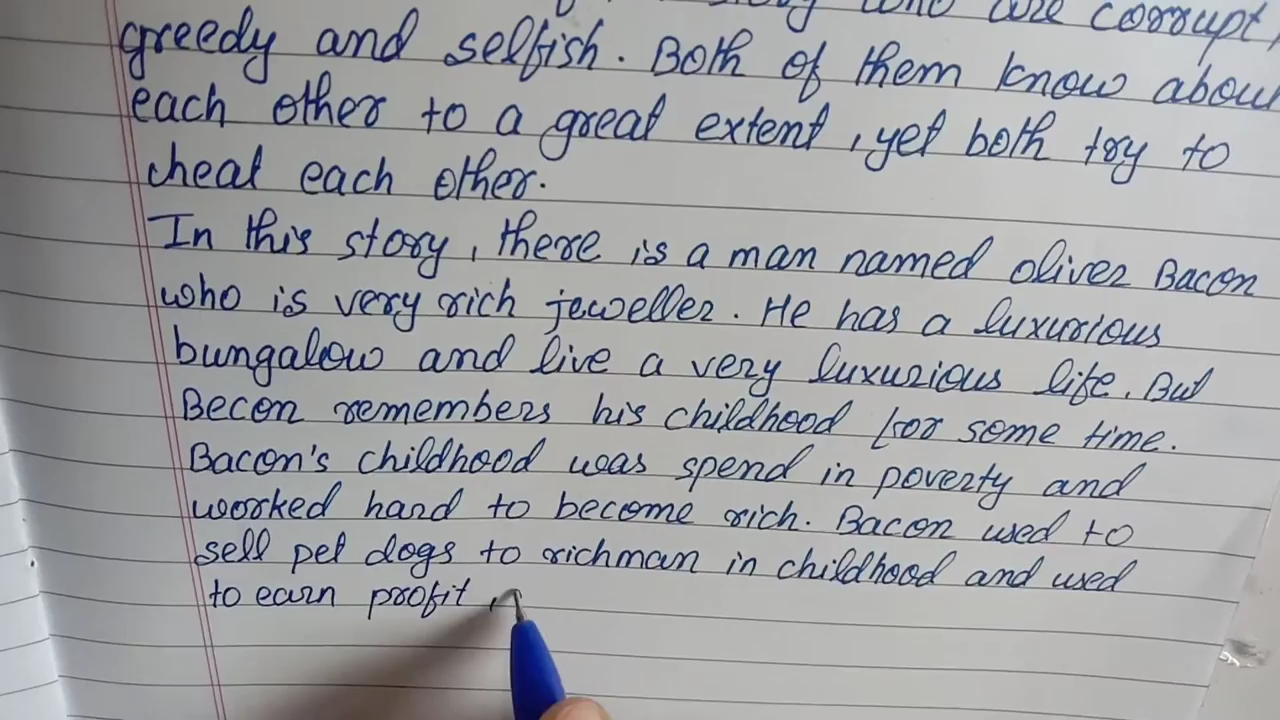 who are corrupt,
greedy and selfish. Both of them know about
each other to a great extent, yet both try to
cheat each other.
In this story, there is a man named oliver Bacon
who is very rich jeweller. He has a luxurious
bungalow and live a very luxurious life. But
Becon remembers his childhood for some time.
Bacon's childhood was spend in poverty and
worked hard to become rich. Bacon used to
sell pet dogs to richman in childhood and used
to earn profit